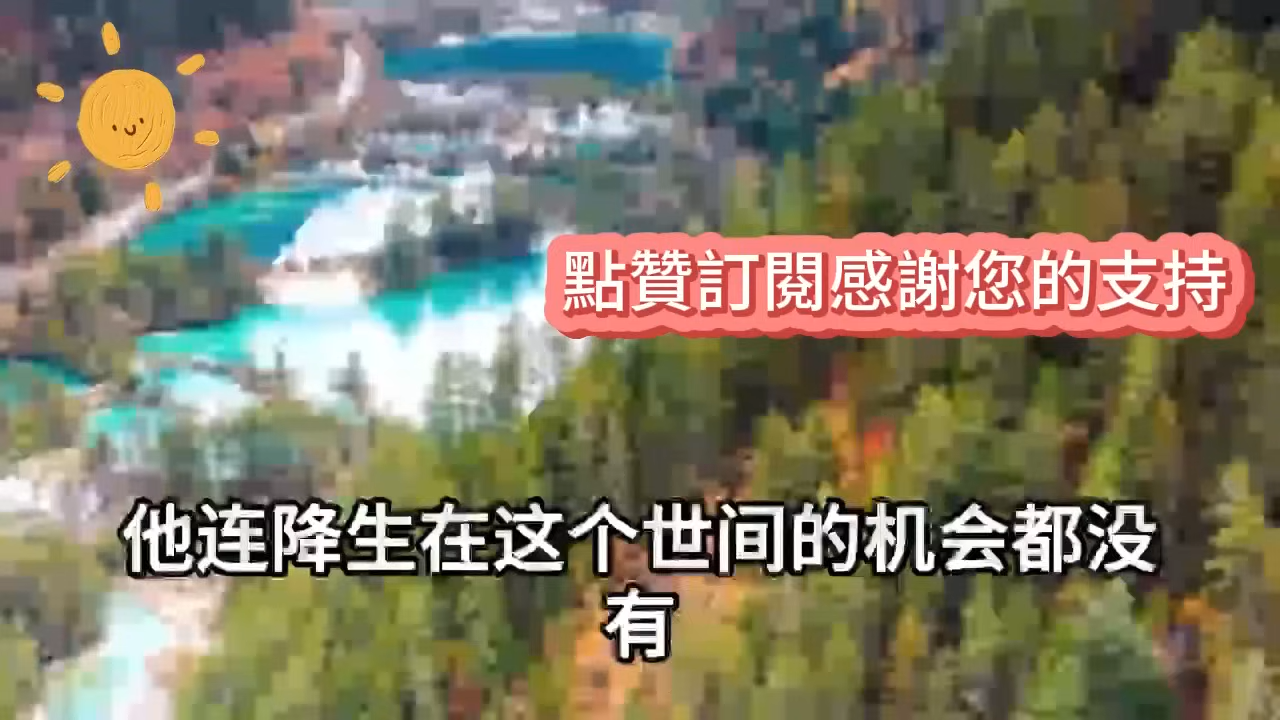 點贊訂閱感謝您的支持
他连降生在这个世间的机会都没
有